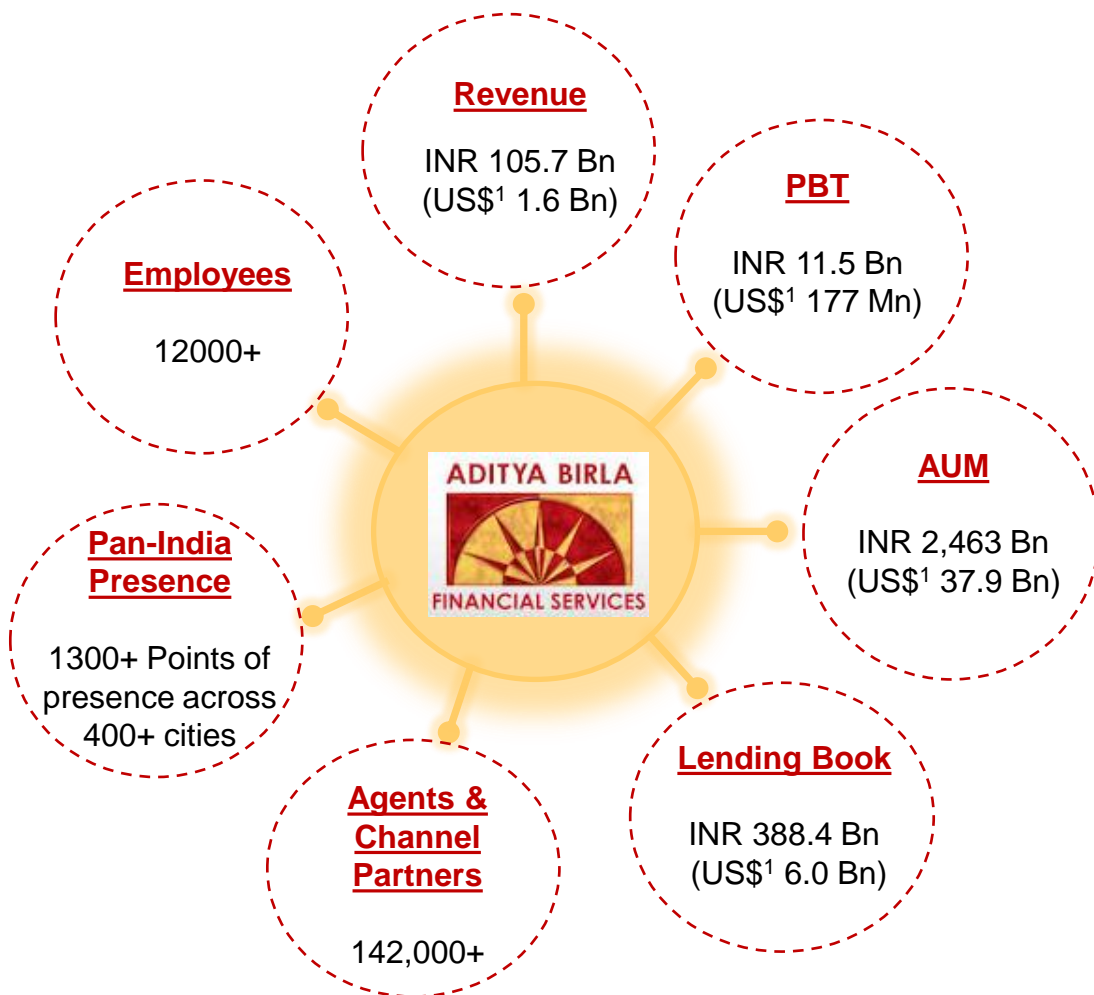 Revenue
INR 105.7 Bn
(US$¹ 1.6 Bn)
PBT
INR 11.5 Bn
(US$¹ 177 Mn)
Employees
12000+
AUM
INR 2,463 Bn
(US$¹ 37.9 Bn)
ADITYA BIRLA
FINANCIAL SERVICES
Pan-India
Presence
1300+ Points of
presence across
400+ cities
Lending Book
INR 388.4 Bn
(US$¹ 6.0 Bn)
Agents &
Channel
Partners
142,000+